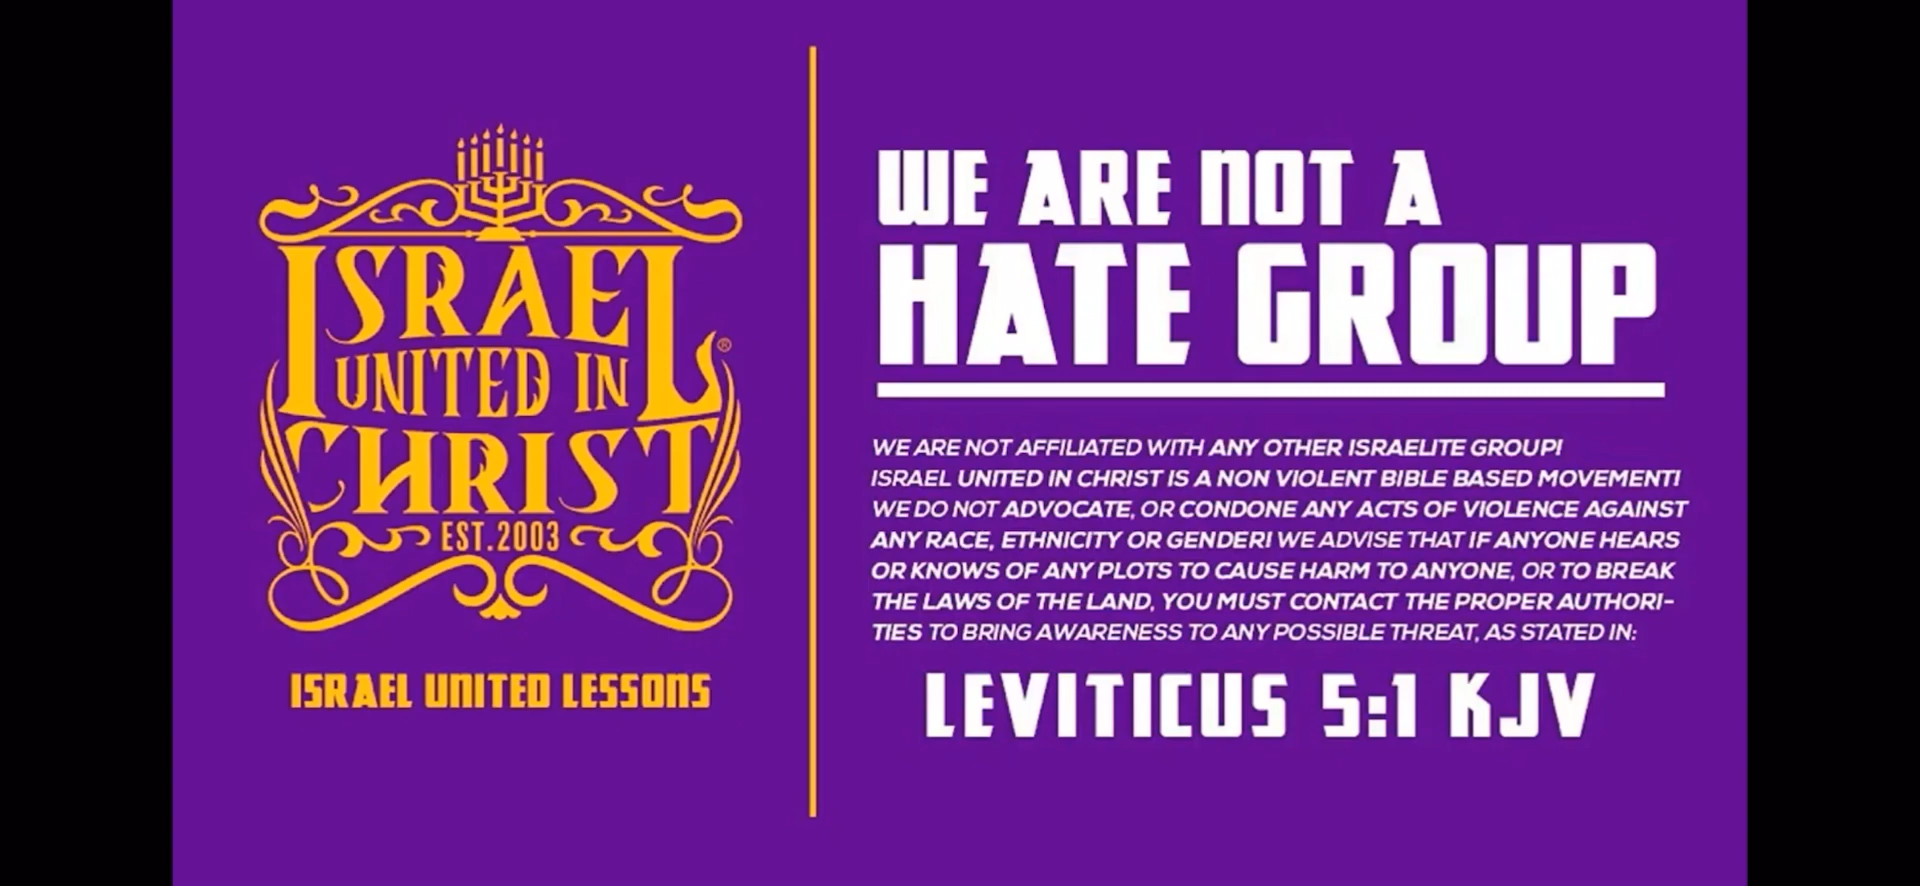 ISRAEL
UNITED IN
CHRIST
®
EST.2003
ISRAEL UNITED LESSONS
WE ARE NOT A
HATE GROUP
WE ARE NOT AFFILIATED WITH ANY OTHER ISRAELITE GROUP!
ISRAEL UNITED IN CHRIST IS A NON VIOLENT BIBLE BASED MOVEMENT!
WE DO NOT ADVOCATE, OR CONDONE ANY ACTS OF VIOLENCE AGAINST
ANY RACE, ETHNICITY OR GENDER! WE ADVISE THAT IF ANYONE HEARS
OR KNOWS OF ANY PLOTS TO CAUSE HARM TO ANYONE, OR TO BREAK
THE LAWS OF THE LAND, YOU MUST CONTACT THE PROPER AUTHORI-
TIES TO BRING AWARENESS TO ANY POSSIBLE THREAT, AS STATED IN:
LEVITICUS 5:1 KJV